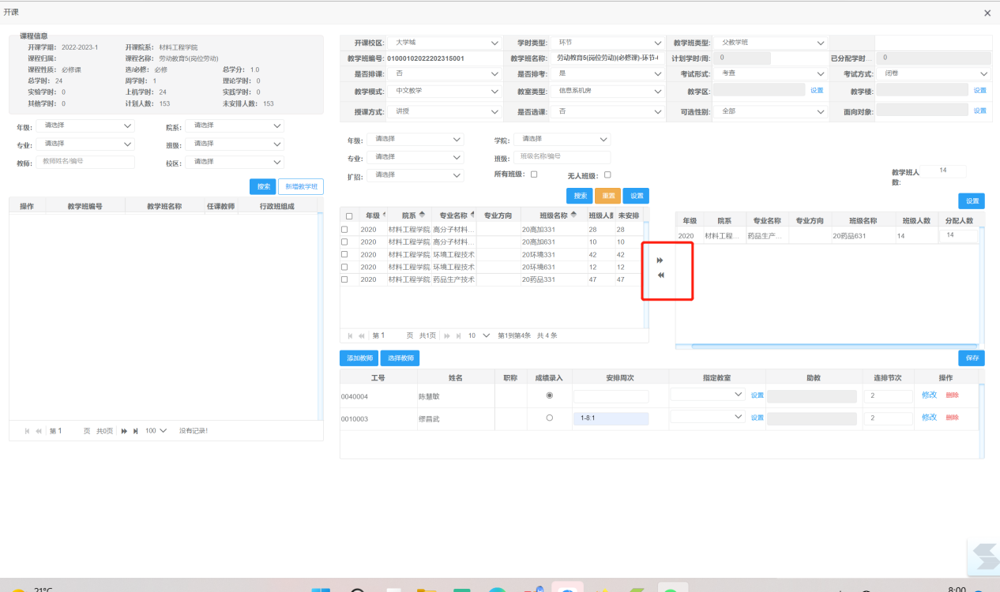 开课
课程信息
开课学期: 2022-2023-1 开课院系: 材料工程学院
课程归属: 课程名称: 劳动教育5(岗位劳动)
课程性质: 必修课 选/必修: 必修 总学分: 1.0
总学时: 24 周学时: 1 理论学时: 0
实验学时: 0 上机学时: 24 实践学时: 0
其他学时: 0 计划人数: 153 未安排人数: 153
年级: 请选择 院系: 请选择
专业: 请选择 班级: 请选择
教师: 教师姓名/编号 校区: 请选择
搜索 新增教学班
操作 教学班编号 教学班名称 任课教师 行政班组成
第 1 页 共0页 100 没有记录!
开课校区: 大学城 学时类型: 环节 教学班类型: 父教学班
教学班编号: 01000102022202315001 教学班名称: 劳动教育5(岗位劳动)(必修课)-环节- 计划学时/周: 0 已分配学时... 0
是否排课: 否 是否排考: 是 考试形式: 考查 考试方式: 闭卷
教学模式: 中文教学 教室类型: 信息系机房 教学区: 设置 教学楼: 设置
授课方式: 讲授 是否选课: 否 可选性别: 全部 面向对象: 设置
年级: 请选择 学院: 请选择
专业: 请选择 班级: 班级名称/编号
扩招: 请选择 所有班级: 无人班级:
教学班人数: 14
搜索 重置 设置
设置
年级 院系 专业名称 专业方向 班级名称 班级人数 未安排
2020 材料工程学院 高分子材料... 20高加331 28 28
2020 材料工程学院 高分子材料... 20高加631 10 10
2020 材料工程学院 环境工程技术 20环境331 42 42
2020 材料工程学院 环境工程技术 20环境631 12 12
2020 材料工程学院 药品生产技术 20药品331 47 47
第 1 页 共1页 10 第1到第4条 共 4 条
年级 院系 专业名称 专业方向 班级名称 班级人数 分配人数
2020 材料工程... 药品生产... 20药品631 14 14
添加教师 选择教师 保存
工号 姓名 职称 成绩录入 安排周次 指定教室 助教 连排节次 操作
0040004 陈慧敏 设置 2 修改 删除
0010003 缪昌武 1-8.1 设置 2 修改 删除
21°C
8:00